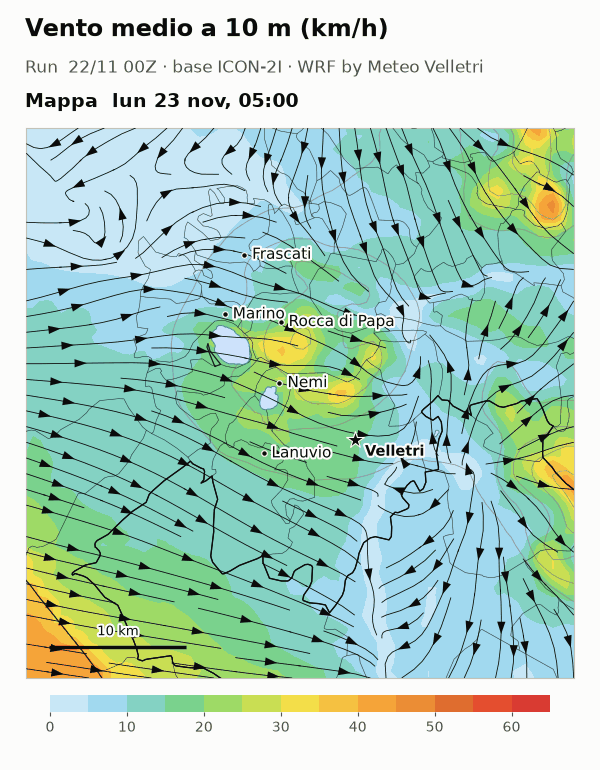 Vento medio a 10 m (km/h)
Run  22/11 00Z · base ICON-2I · WRF by Meteo Velletri
Mappa  lun 23 nov, 05:00
Frascati
Marino
Rocca di Papa
Nemi
Velletri
Lanuvio
10 km
0 10 20 30 40 50 60